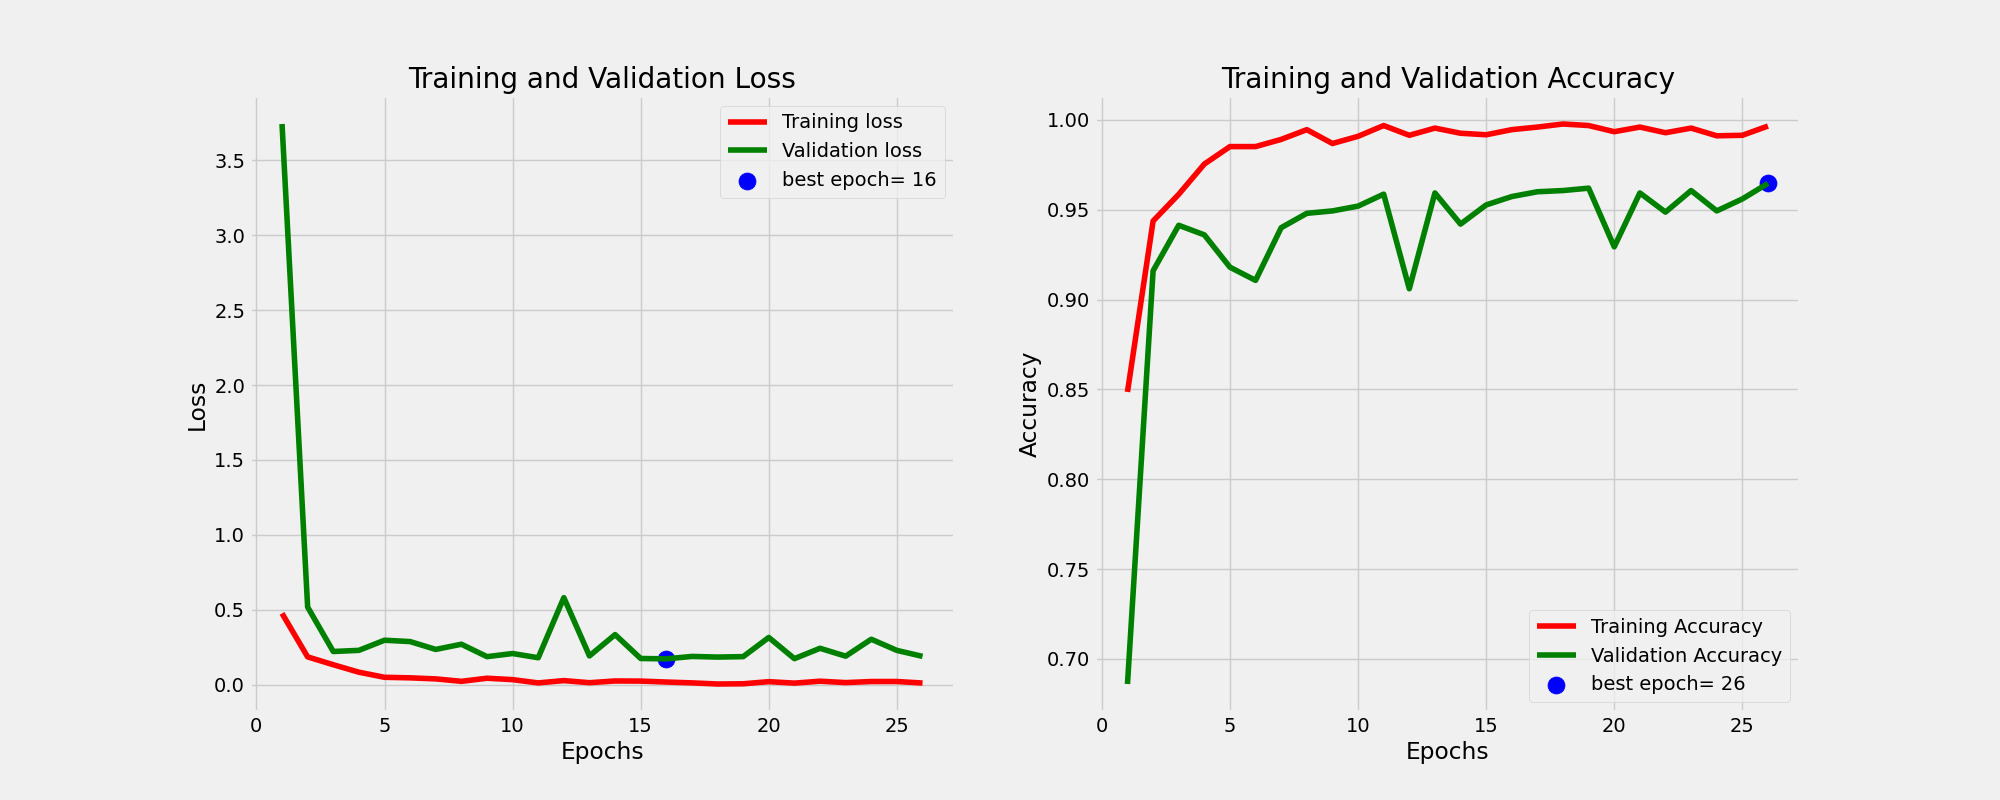 Training and Validation Loss
Training loss
Validation loss
best epoch= 16
3.5
3.0
2.5
2.0
1.5
1.0
0.5
0.0
Loss
0 5 10 15 20 25
Epochs
Training and Validation Accuracy
1.00
0.95
0.90
0.85
0.80
0.75
0.70
Accuracy
Training Accuracy
Validation Accuracy
best epoch= 26
0 5 10 15 20 25
Epochs